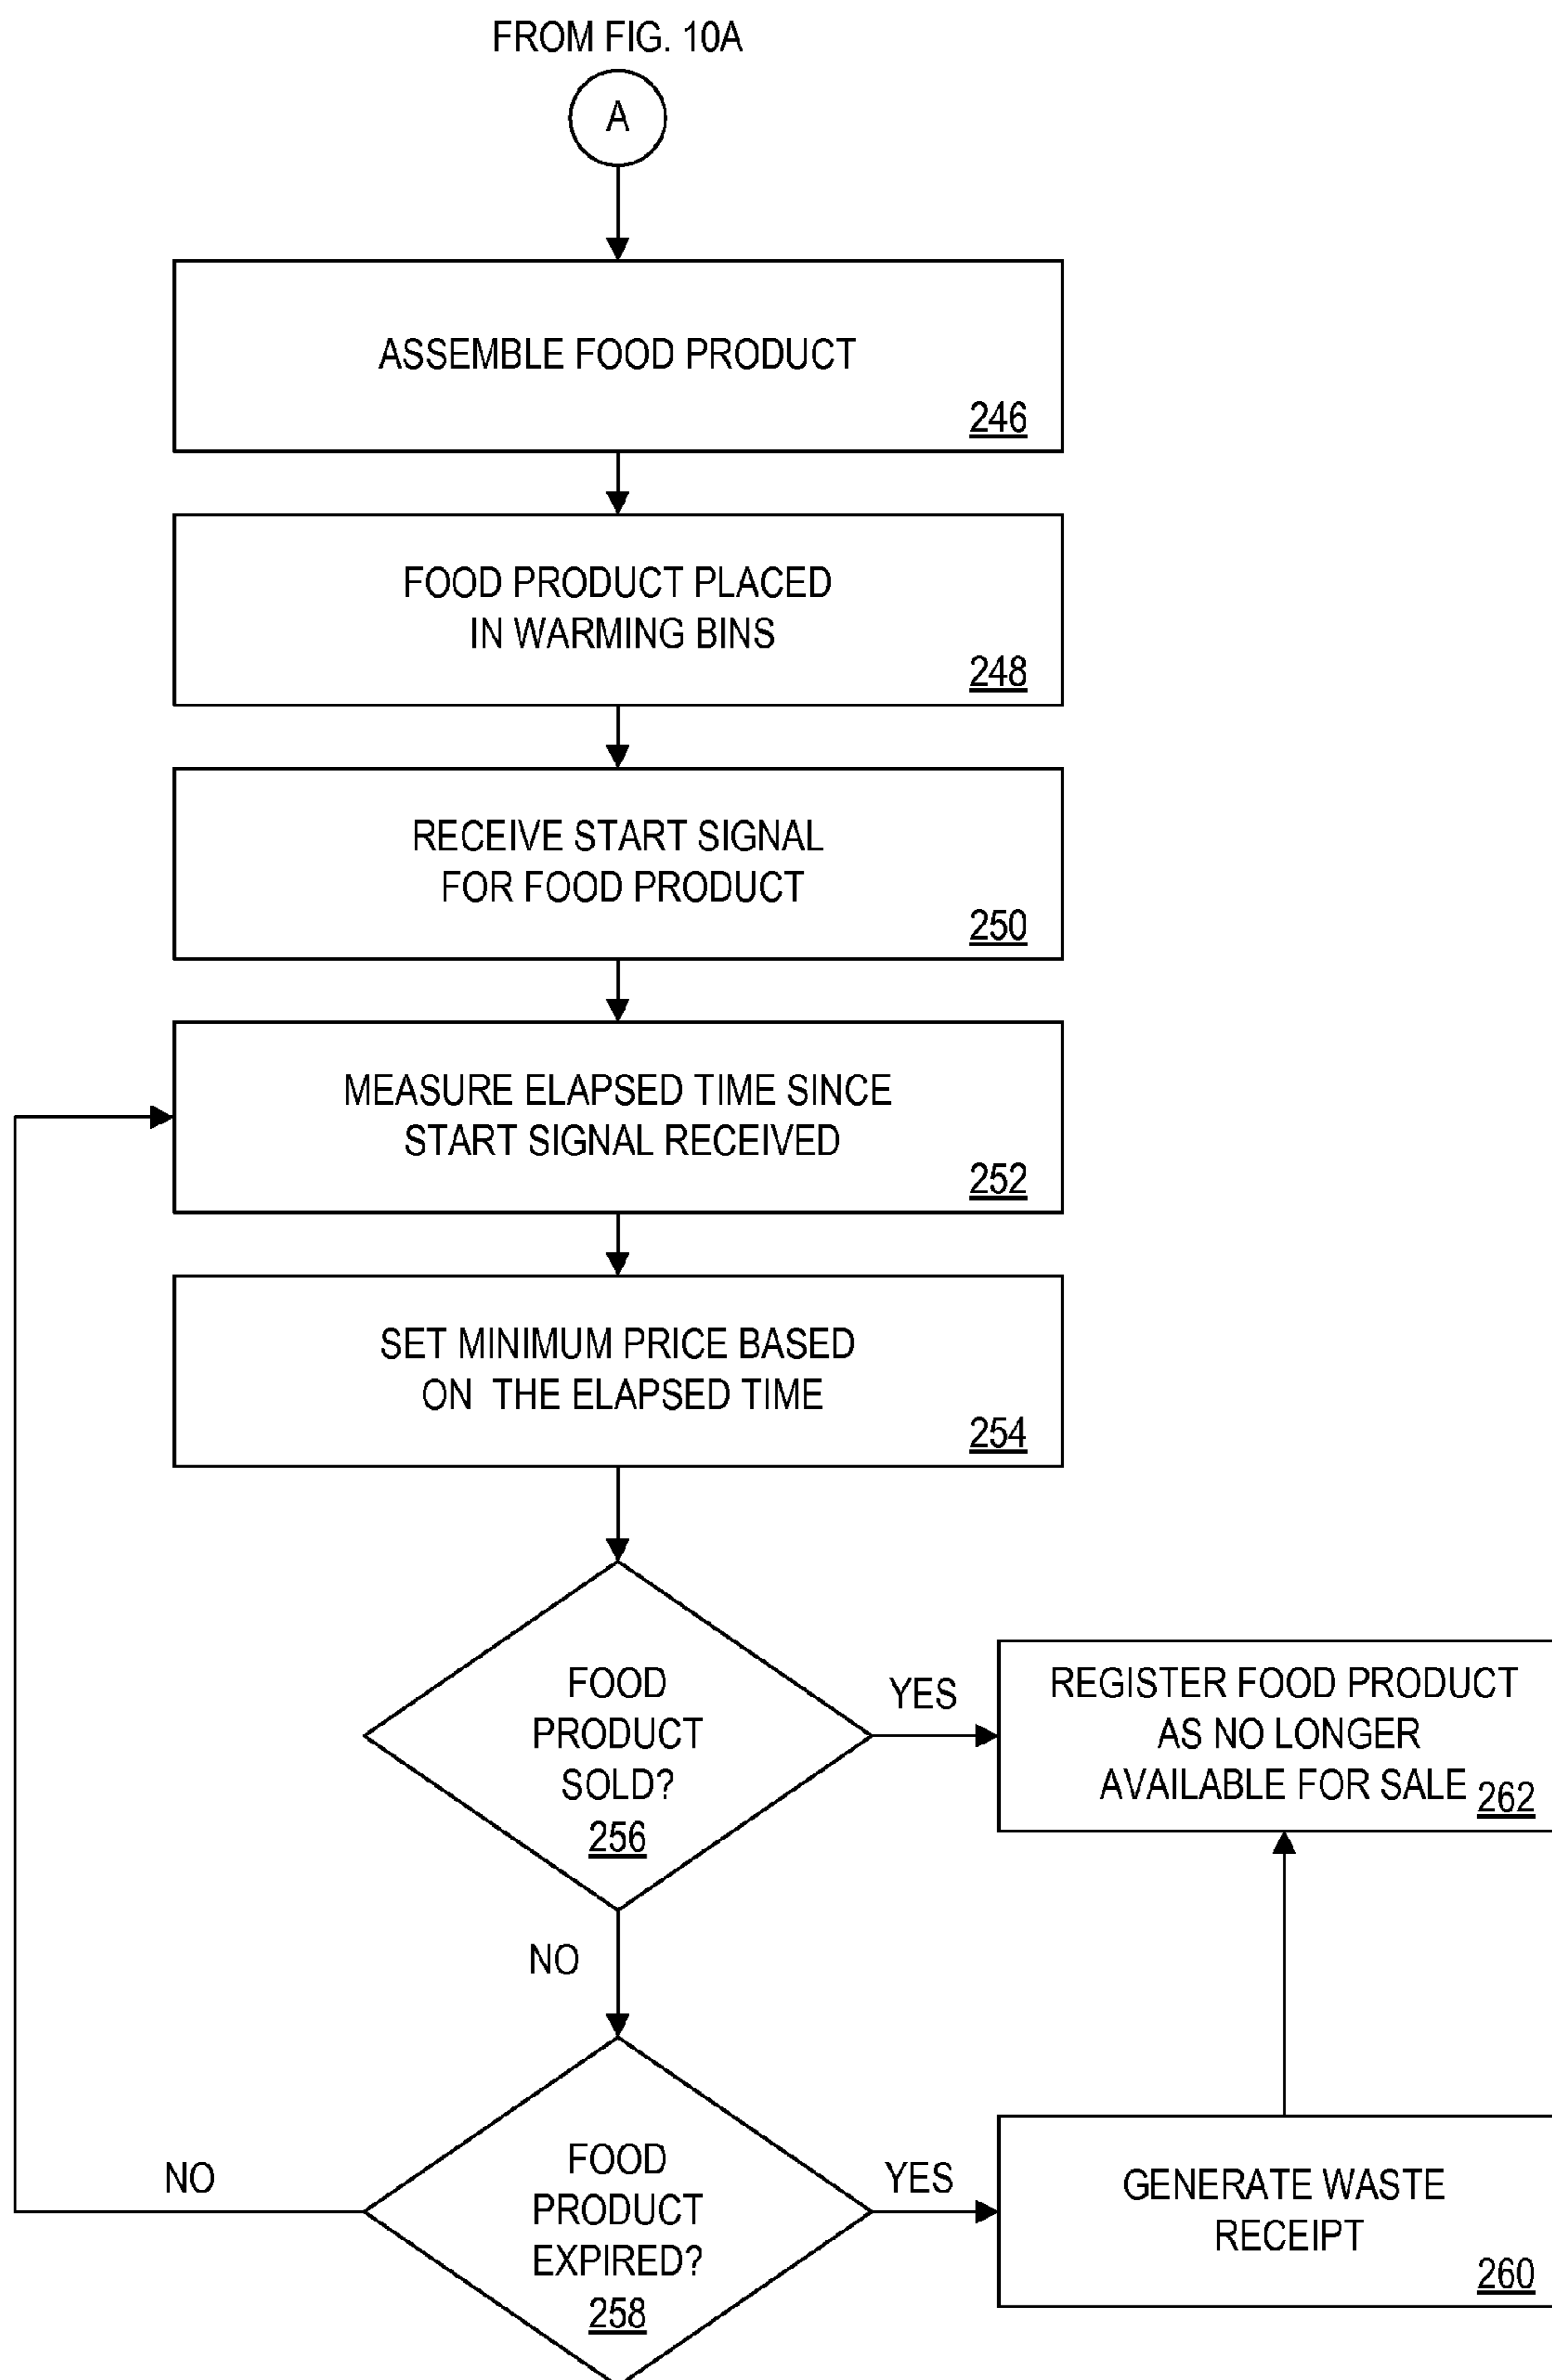 FROM FIG. 10A
A
ASSEMBLE FOOD PRODUCT
246
FOOD PRODUCT PLACED
IN WARMING BINS
248
RECEIVE START SIGNAL
FOR FOOD PRODUCT
250
MEASURE ELAPSED TIME SINCE
START SIGNAL RECEIVED
252
SET MINIMUM PRICE BASED
ON THE ELAPSED TIME
254
FOOD
PRODUCT
SOLD?
256
YES
REGISTER FOOD PRODUCT
AS NO LONGER
AVAILABLE FOR SALE
262
NO
FOOD
PRODUCT
EXPIRED?
258
NO
YES
GENERATE WASTE
RECEIPT
260